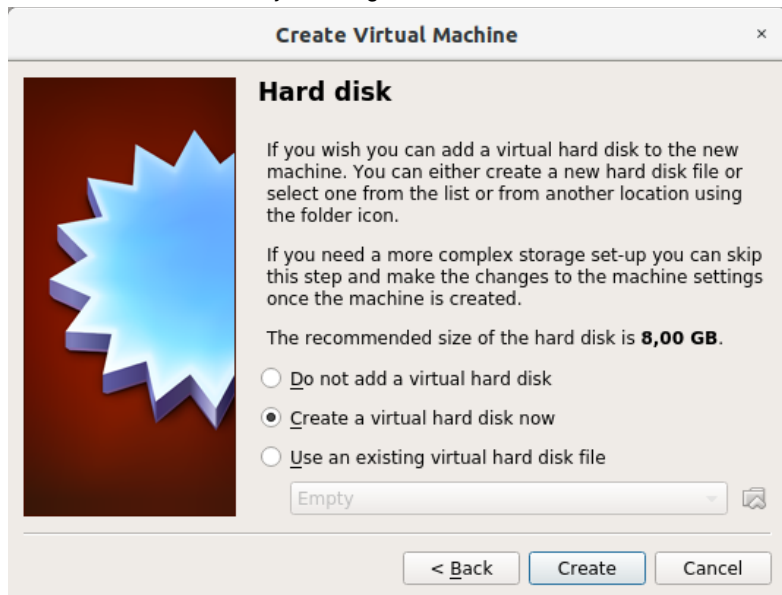 Create Virtual Machine
×
Hard disk
If you wish you can add a virtual hard disk to the new
machine. You can either create a new hard disk file or
select one from the list or from another location using
the folder icon.
If you need a more complex storage set-up you can skip
this step and make the changes to the machine settings
once the machine is created.
The recommended size of the hard disk is 8,00 GB.
Do not add a virtual hard disk
Create a virtual hard disk now
Use an existing virtual hard disk file
Empty
< Back Create Cancel